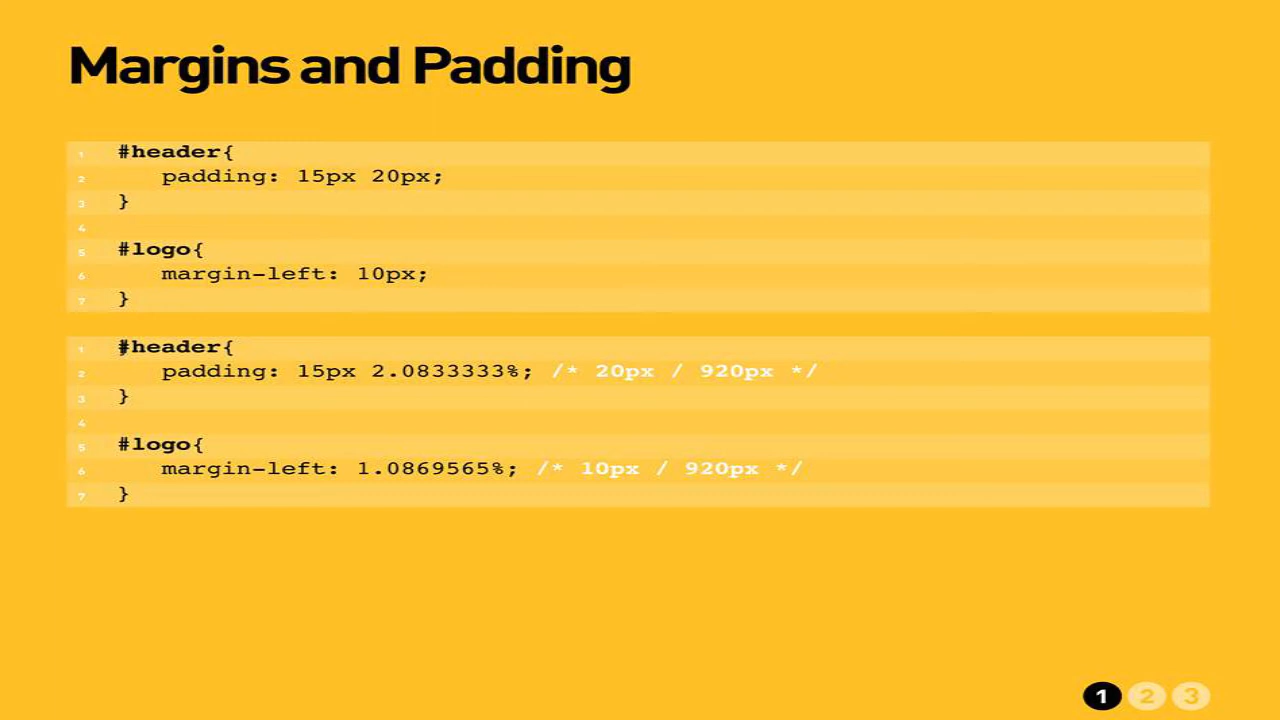 Margins and Padding
1 #header{
2 padding: 15px 20px;
3 }
4
5 #logo{
6 margin-left: 10px;
7 }
1 #header{
2 padding: 15px 2.0833333%; /* 20px / 920px */
3 }
4
5 #logo{
6 margin-left: 1.0869565%; /* 10px / 920px */
7 }
1 2 3